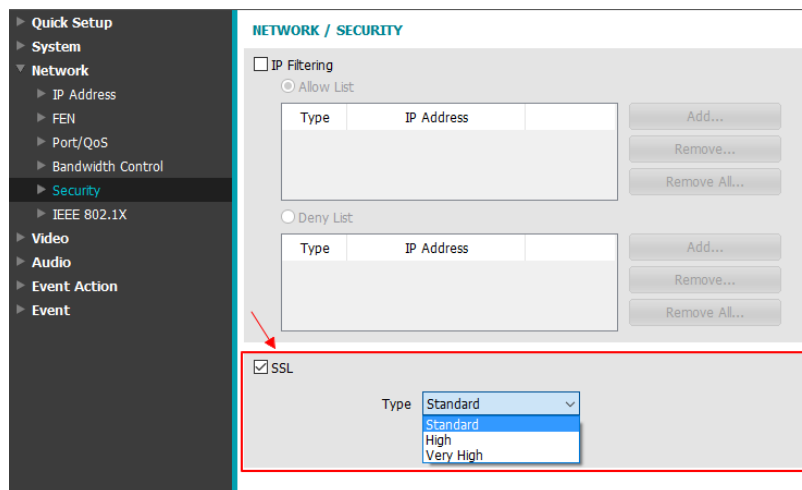 Quick Setup
System
Network
IP Address
FEN
Port/QoS
Bandwidth Control
Security
IEEE 802.1X
Video
Audio
Event Action
Event
NETWORK / SECURITY
IP Filtering
Allow List
Type IP Address
Add...
Remove...
Remove All...
Deny List
Type IP Address
Add...
Remove...
Remove All...
SSL
Type Standard
Standard
High
Very High